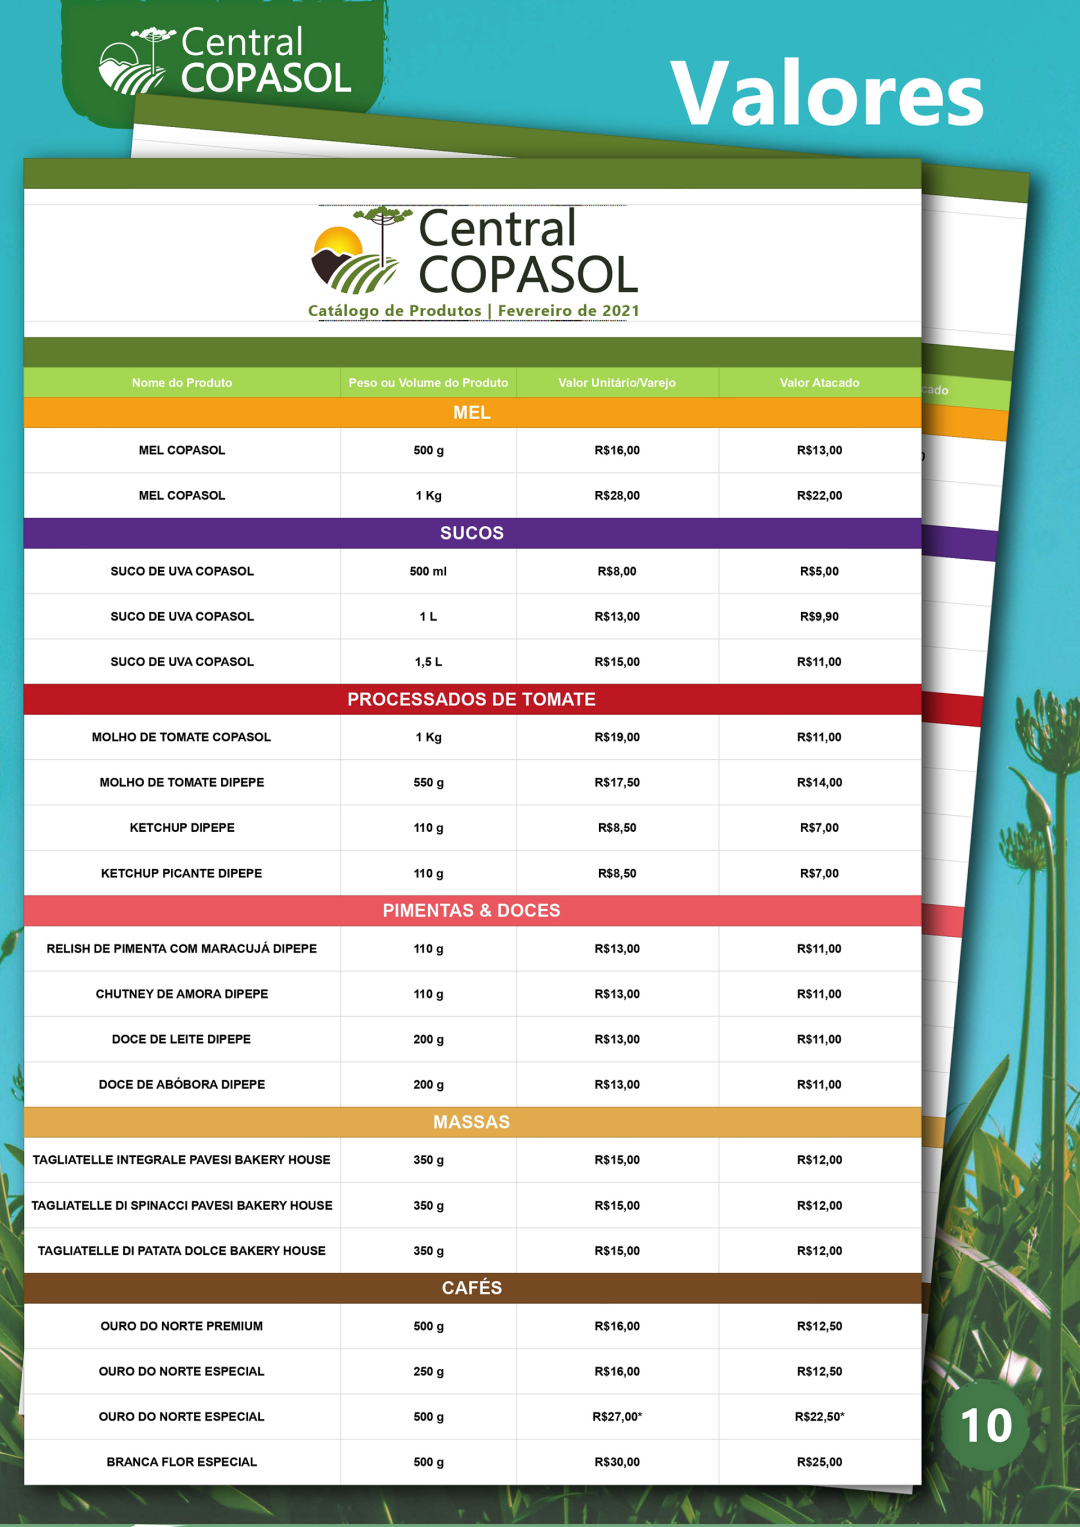 Central
COPASOL
Valores
Central
COPASOL
Catálogo de Produtos | Fevereiro de 2021
Nome do Produto Peso ou Volume do Produto Valor Unitário/Varejo Valor Atacado
MEL
MEL COPASOL 500 g R$16,00 R$13,00
MEL COPASOL 1 Kg R$28,00 R$22,00
SUCOS
SUCO DE UVA COPASOL 500 ml R$8,00 R$5,00
SUCO DE UVA COPASOL 1 L R$13,00 R$9,90
SUCO DE UVA COPASOL 1,5 L R$15,00 R$11,00
PROCESSADOS DE TOMATE
MOLHO DE TOMATE COPASOL 1 Kg R$19,00 R$11,00
MOLHO DE TOMATE DIPEPE 550 g R$17,50 R$14,00
KETCHUP DIPEPE 110 g R$8,50 R$7,00
KETCHUP PICANTE DIPEPE 110 g R$8,50 R$7,00
PIMENTAS & DOCES
RELISH DE PIMENTA COM MARACUJÁ DIPEPE 110 g R$13,00 R$11,00
CHUTNEY DE AMORA DIPEPE 110 g R$13,00 R$11,00
DOCE DE LEITE DIPEPE 200 g R$13,00 R$11,00
DOCE DE ABÓBORA DIPEPE 200 g R$13,00 R$11,00
MASSAS
TAGLIATELLE INTEGRALE PAVESI BAKERY HOUSE 350 g R$15,00 R$12,00
TAGLIATELLE DI SPINACCI PAVESI BAKERY HOUSE 350 g R$15,00 R$12,00
TAGLIATELLE DI PATATA DOLCE BAKERY HOUSE 350 g R$15,00 R$12,00
CAFÉS
OURO DO NORTE PREMIUM 500 g R$16,00 R$12,50
OURO DO NORTE ESPECIAL 250 g R$16,00 R$12,50
OURO DO NORTE ESPECIAL 500 g R$27,00* R$22,50*
BRANCA FLOR ESPECIAL 500 g R$30,00 R$25,00
10